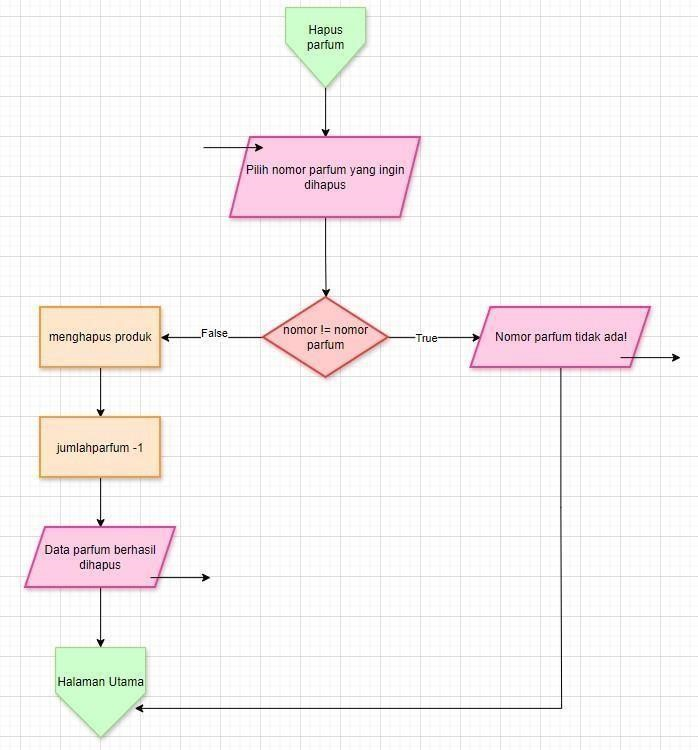 Hapus
parfum
Pilih nomor parfum yang ingin
dihapus
nomor != nomor
parfum
False
True
menghapus produk
Nomor parfum tidak ada!
jumlahparfum -1
Data parfum berhasil
dihapus
Halaman Utama